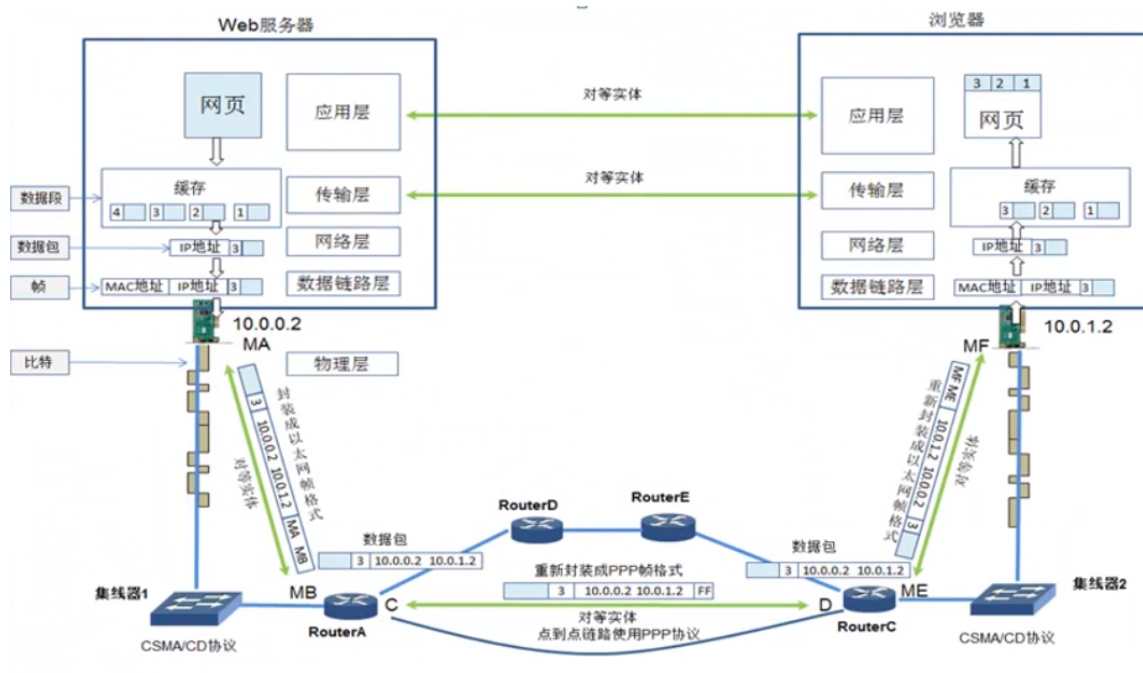 Web服务器
浏览器
网页
应用层
对等实体
应用层
3 2 1
网页
数据段
缓存
4 3 2 1
传输层
对等实体
传输层
缓存
3 2 1
数据包
IP地址 3
网络层
网络层
IP地址 3
帧
MAC地址 IP地址 3
数据链路层
数据链路层
MAC地址 IP地址 3
10.0.0.2
MA
10.0.1.2
MF
比特
物理层
封装成以太网帧格式
3 10.0.0.2 10.0.1.2 MA MB
对等实体
MF ME 10.0.1.2 10.0.0.2 3
重新封装成以太网帧格式
对等实体
RouterD
RouterE
数据包
3 10.0.0.2 10.0.1.2
数据包
3 10.0.0.2 10.0.1.2
重新封装成PPP帧格式
3 10.0.0.2 10.0.1.2 FF
集线器1
MB
C
D
ME
集线器2
RouterA
对等实体
点到点链路使用PPP协议
RouterC
CSMA/CD协议
CSMA/CD协议